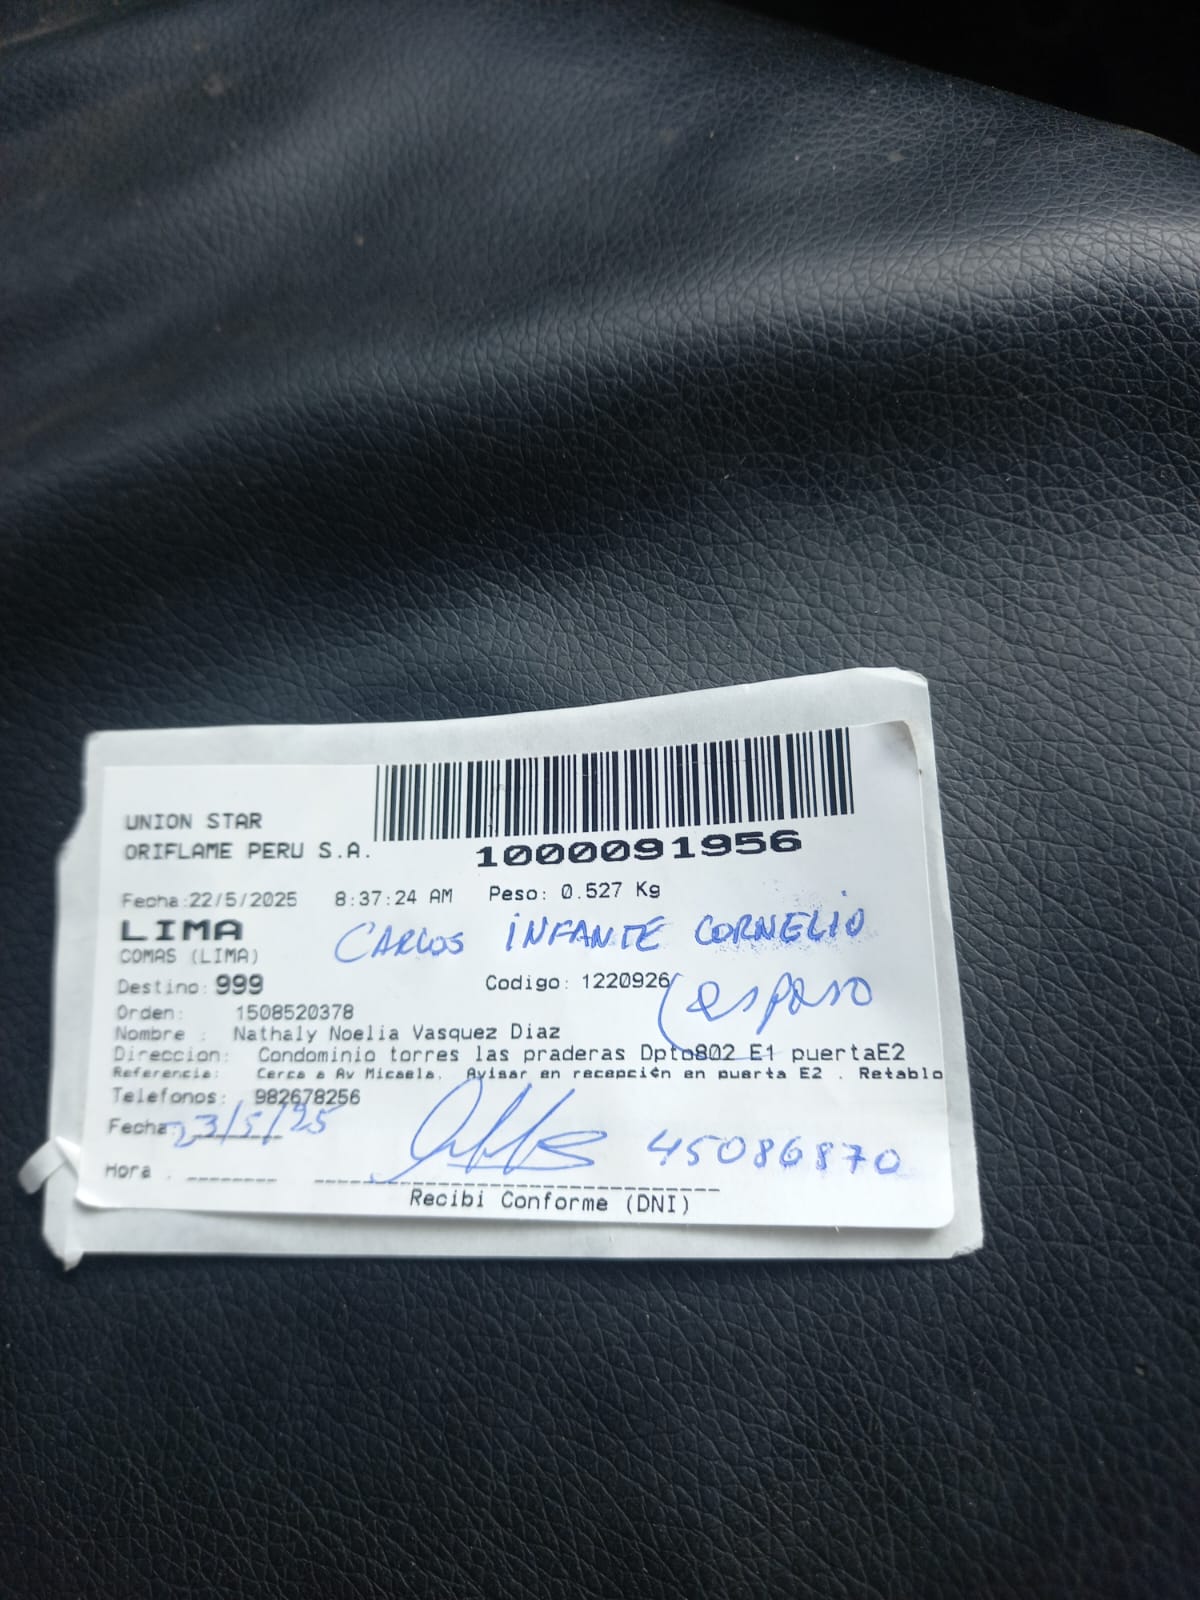 UNION STAR
ORIFLAME PERU S.A.
1000091956
Fecha:22/5/2025 8:37:24 AM Peso: 0.527 Kg
LIMA
CARLOS INFANTE CORNELIO
COMAS (LIMA)
Destino: 999 Codigo: 1220926
(esposo
Orden: 1508520378
Nombre : Nathaly Noelia Vasquez Diaz
Direccion: Condominio torres las praderas Dpto802 E1 puertaE2
Referencia: Cerca a Av Micaela. Avisar en recepción en puerta E2 . Retablo
Telefonos: 982678256
Fecha: 23/5/25
45086870
Hora :
Recibi Conforme (DNI)